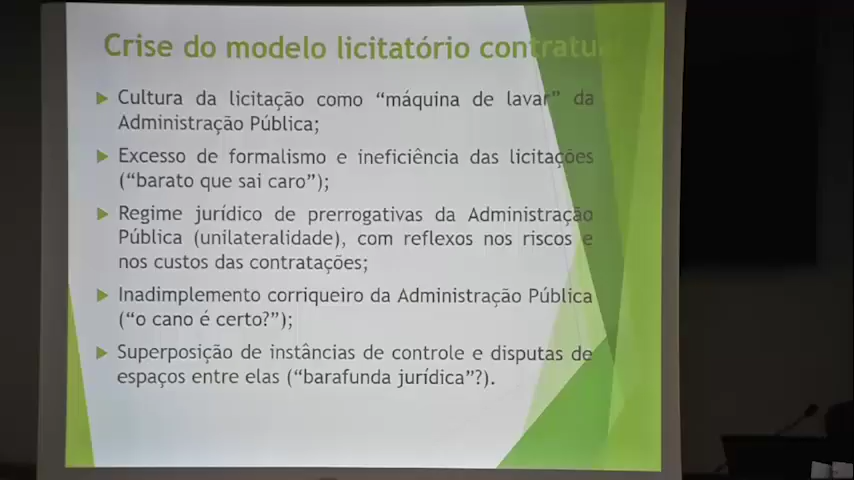 Crise do modelo licitatório contratu
Cultura da licitação como “máquina de lavar” da
Administração Pública;
Excesso de formalismo e ineficiência das licitações
(“barato que sai caro”);
Regime jurídico de prerrogativas da Administração
Pública (unilateralidade), com reflexos nos riscos e
nos custos das contratações;
Inadimplemento corriqueiro da Administração Pública
(“o cano é certo?”);
Superposição de instâncias de controle e disputas de
espaços entre elas (“barafunda jurídica”?).